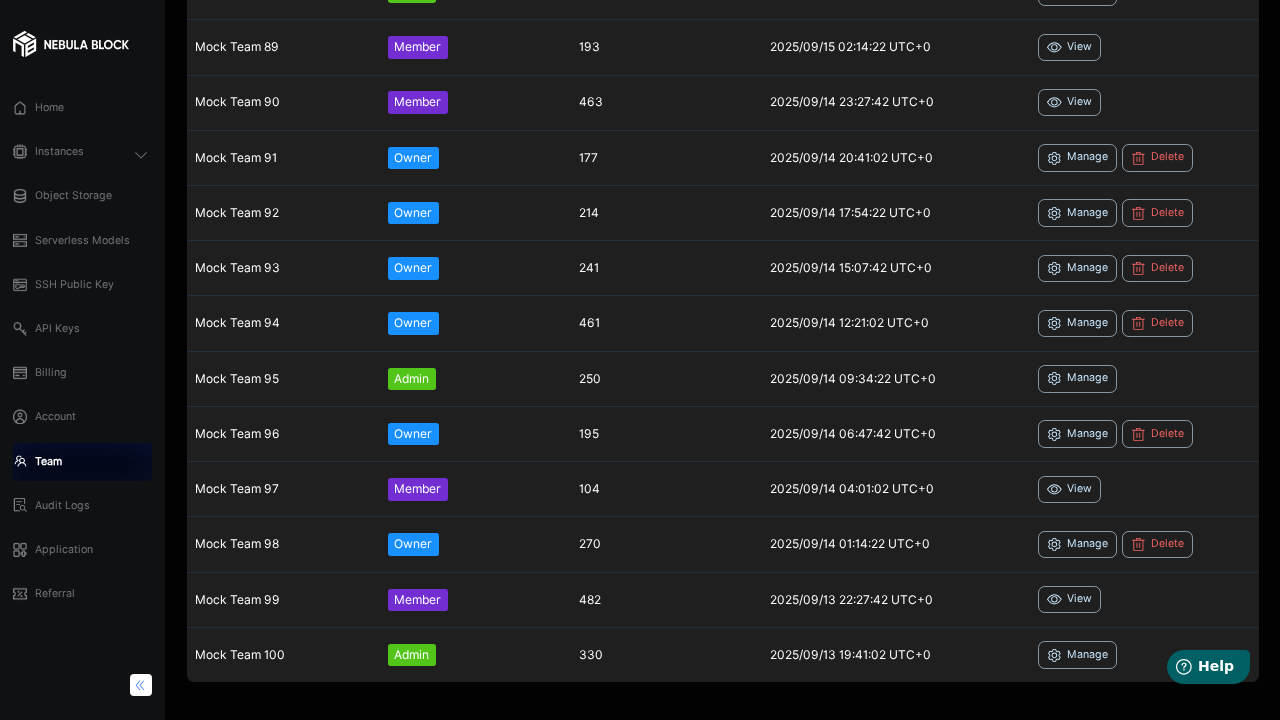 NEBULA BLOCK
Home
Instances
Object Storage
Serverless Models
SSH Public Key
API Keys
Billing
Account
Team
Audit Logs
Application
Referral
Mock Team 89 Member 193 2025/09/15 02:14:22 UTC+0 View
Mock Team 90 Member 463 2025/09/14 23:27:42 UTC+0 View
Mock Team 91 Owner 177 2025/09/14 20:41:02 UTC+0 Manage Delete
Mock Team 92 Owner 214 2025/09/14 17:54:22 UTC+0 Manage Delete
Mock Team 93 Owner 241 2025/09/14 15:07:42 UTC+0 Manage Delete
Mock Team 94 Owner 461 2025/09/14 12:21:02 UTC+0 Manage Delete
Mock Team 95 Admin 250 2025/09/14 09:34:22 UTC+0 Manage
Mock Team 96 Owner 195 2025/09/14 06:47:42 UTC+0 Manage Delete
Mock Team 97 Member 104 2025/09/14 04:01:02 UTC+0 View
Mock Team 98 Owner 270 2025/09/14 01:14:22 UTC+0 Manage Delete
Mock Team 99 Member 482 2025/09/13 22:27:42 UTC+0 View
Mock Team 100 Admin 330 2025/09/13 19:41:02 UTC+0 Manage
Help